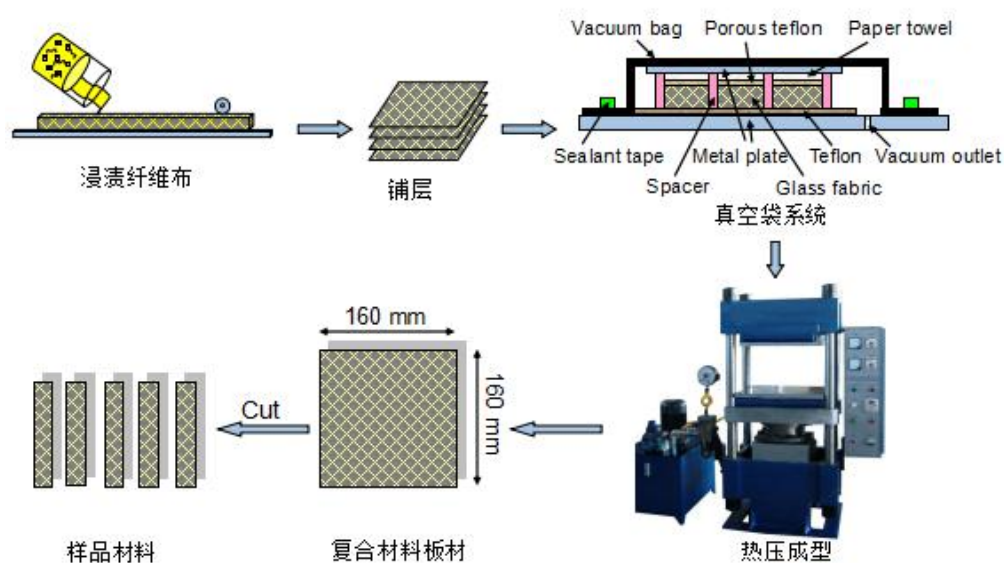 Vacuum bag
Porous teflon
Paper towel
Sealant tape
Metal plate
Teflon
Vacuum outlet
Spacer
Glass fabric
浸渍纤维布
铺层
真空袋系统
160 mm
160 mm
Cut
样品材料
复合材料板材
热压成型